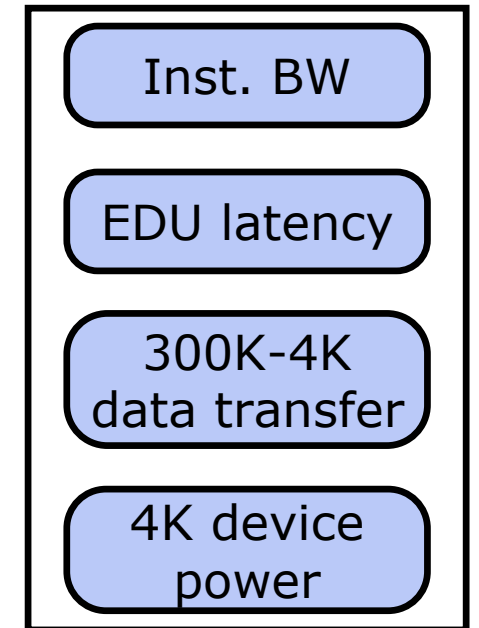 Inst. BW
EDU latency
300K-4K
data transfer
4K device
power